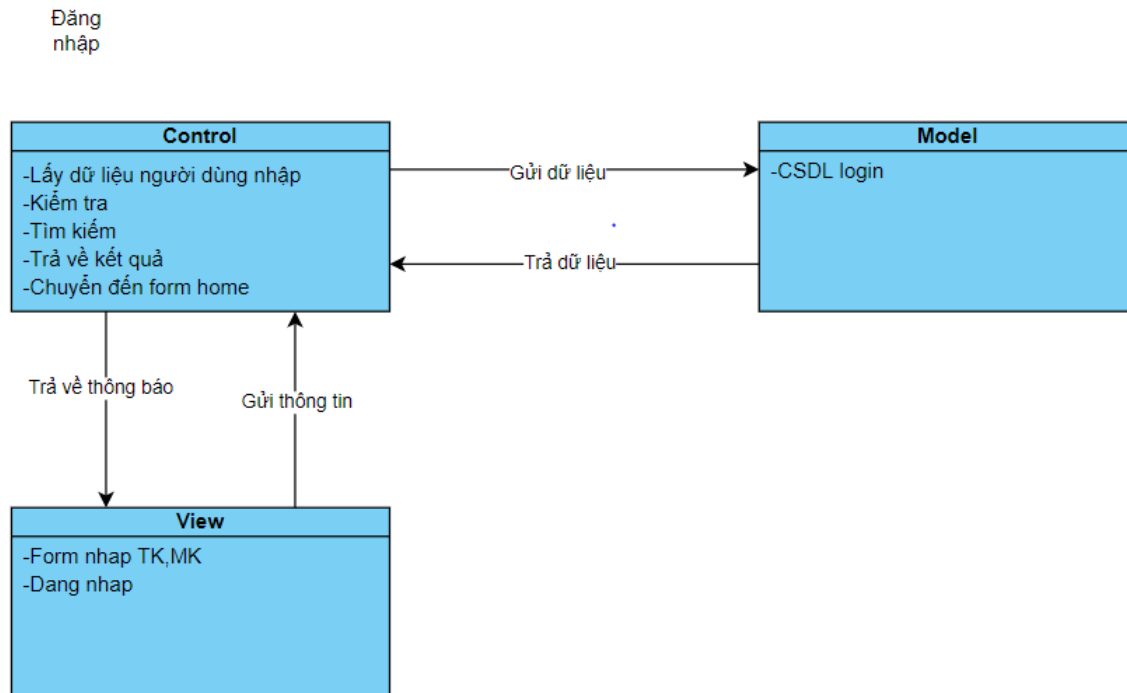 Đăng
nhập
Control
-Lấy dữ liệu người dùng nhập
-Kiểm tra
-Tìm kiếm
-Trả về kết quả
-Chuyển đến form home
Gửi dữ liệu
Trả dữ liệu
Model
-CSDL login
Trả về thông báo
Gửi thông tin
View
-Form nhap TK,MK
-Dang nhap